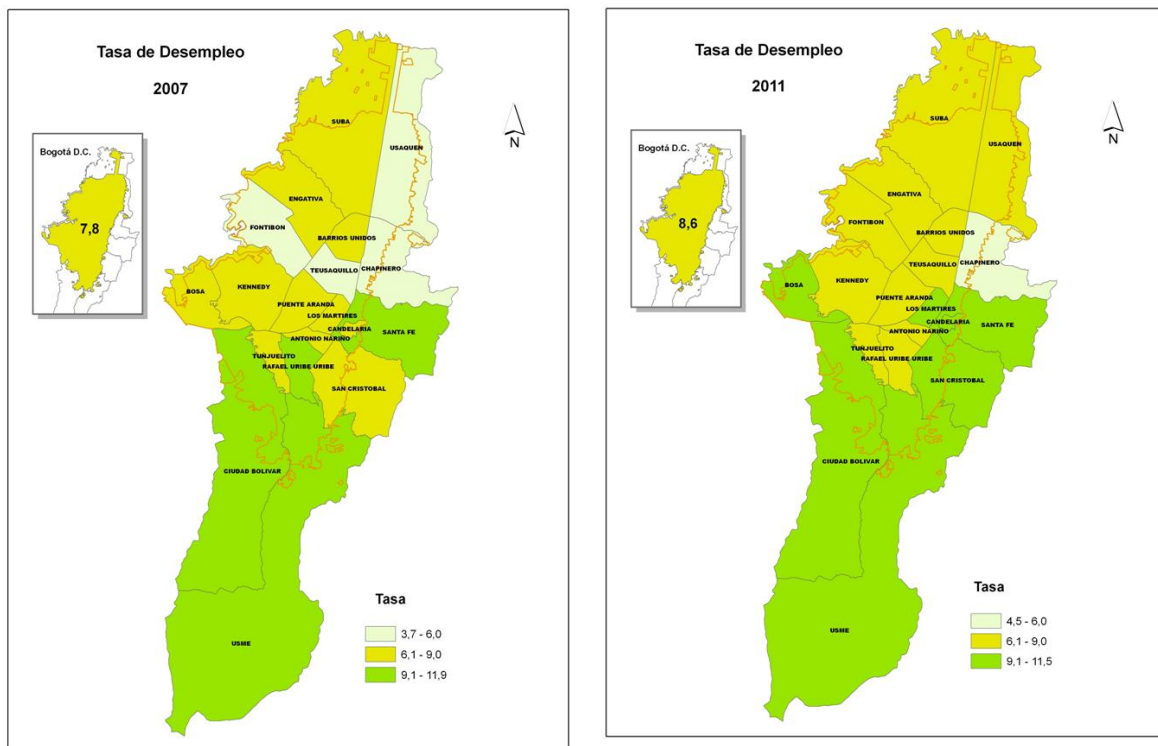 Tasa de Desempleo
2007
N
Bogotá D.C.
7,8
SUBA
USAQUEN
ENGATIVA
FONTIBON
BARRIOS UNIDOS
TEUSAQUILLO
CHAPINERO
BOSA
KENNEDY
PUENTE ARANDA
LOS MARTIRES
CANDELARIA
SANTA FE
ANTONIO NARIÑO
TUNJUELITO
RAFAEL URIBE URIBE
SAN CRISTOBAL
CIUDAD BOLIVAR
USME
Tasa
3,7 - 6,0
6,1 - 9,0
9,1 - 11,9
Tasa de Desempleo
2011
N
Bogotá D.C.
8,6
SUBA
USAQUEN
ENGATIVA
FONTIBON
BARRIOS UNIDOS
TEUSAQUILLO
CHAPINERO
BOSA
KENNEDY
PUENTE ARANDA
LOS MARTIRES
CANDELARIA
SANTA FE
ANTONIO NARIÑO
TUNJUELITO
RAFAEL URIBE URIBE
SAN CRISTOBAL
CIUDAD BOLIVAR
USME
Tasa
4,5 - 6,0
6,1 - 9,0
9,1 - 11,5